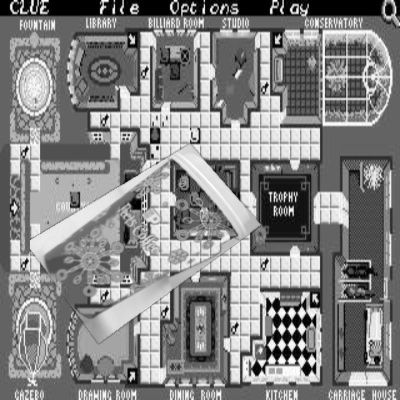 CLUE File Options Play
FOUNTAIN LIBRARY BILLIARD ROOM STUDIO CONSERVATORY
TROPHY
ROOM
GAZEBO DRAWING ROOM DINING ROOM KITCHEN CARRIAGE HOUSE